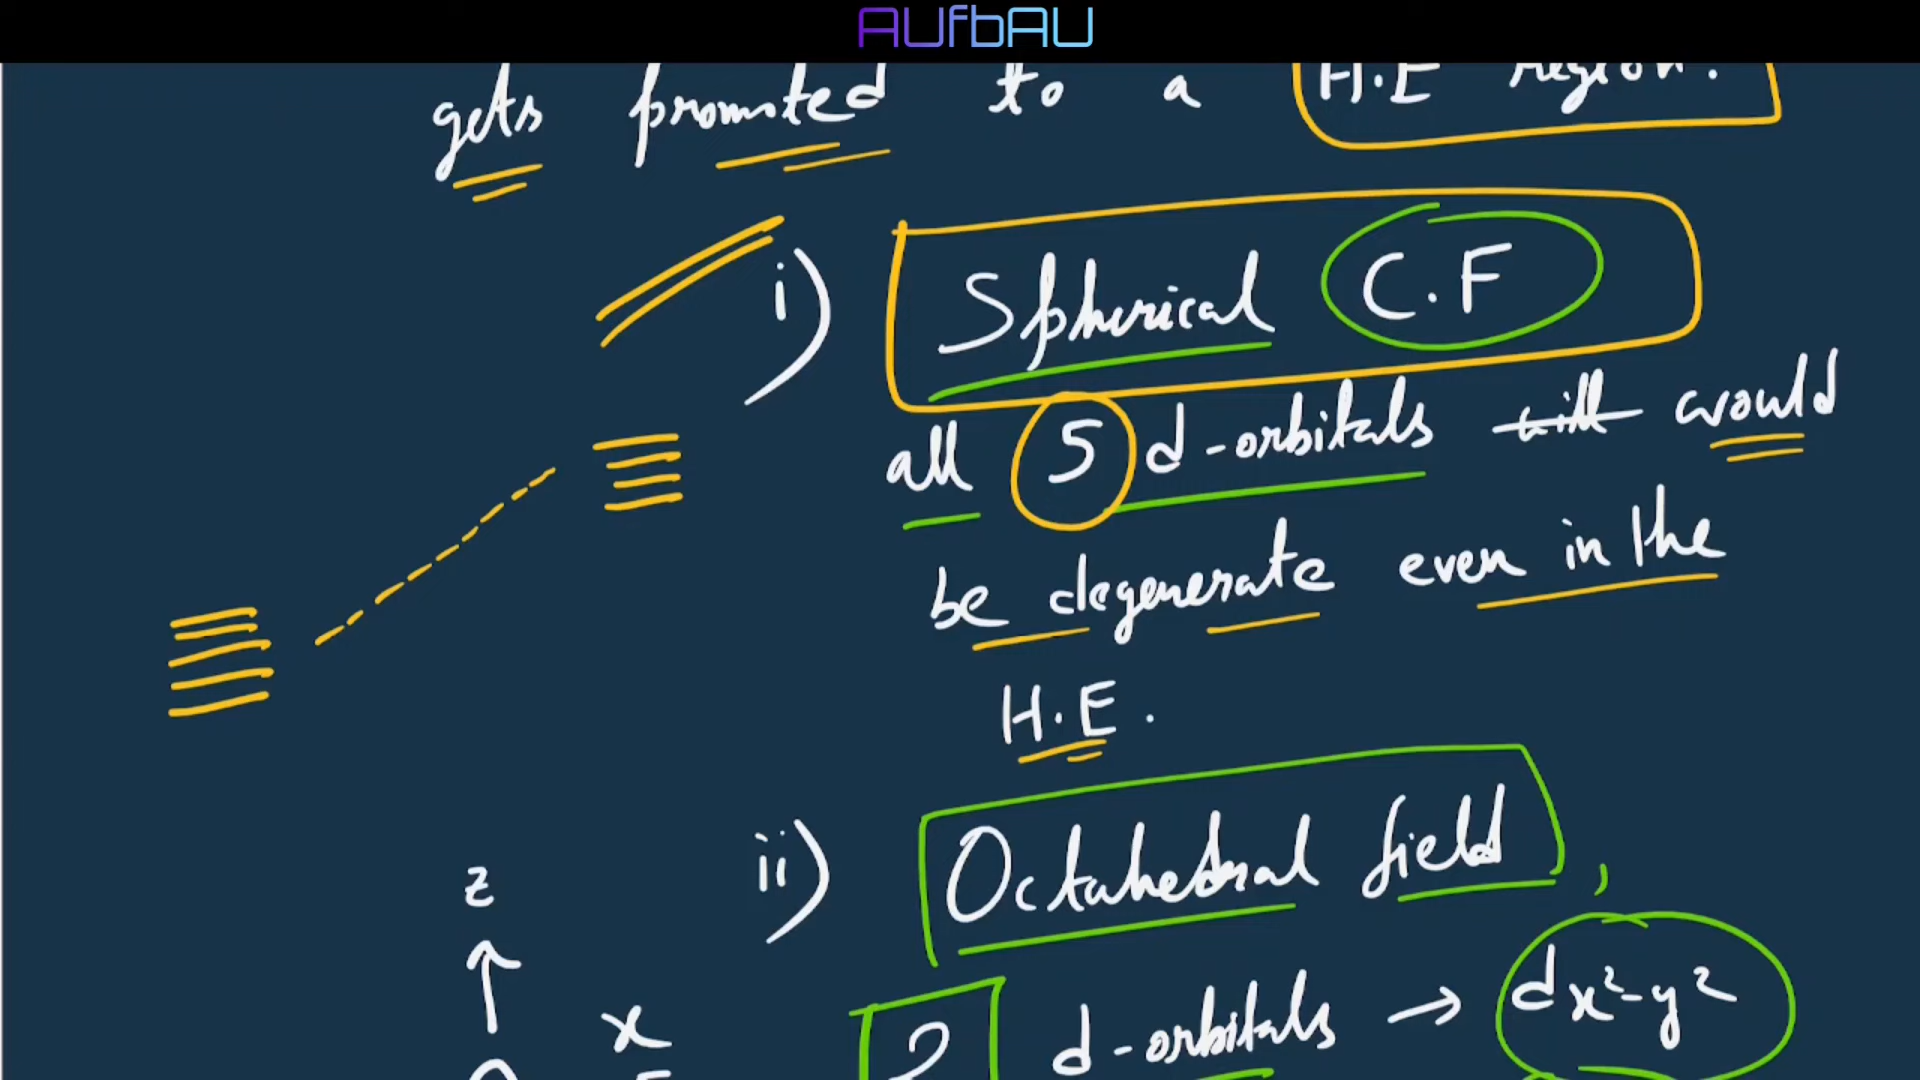 AUfbAU
gets promoted to a H.E region.
i) Spherical C.F
all 5 d-orbitals will would
be degenerate even in the
H.E.
ii) Octahedral field,
z
2 d-orbitals → dx²-y²
x